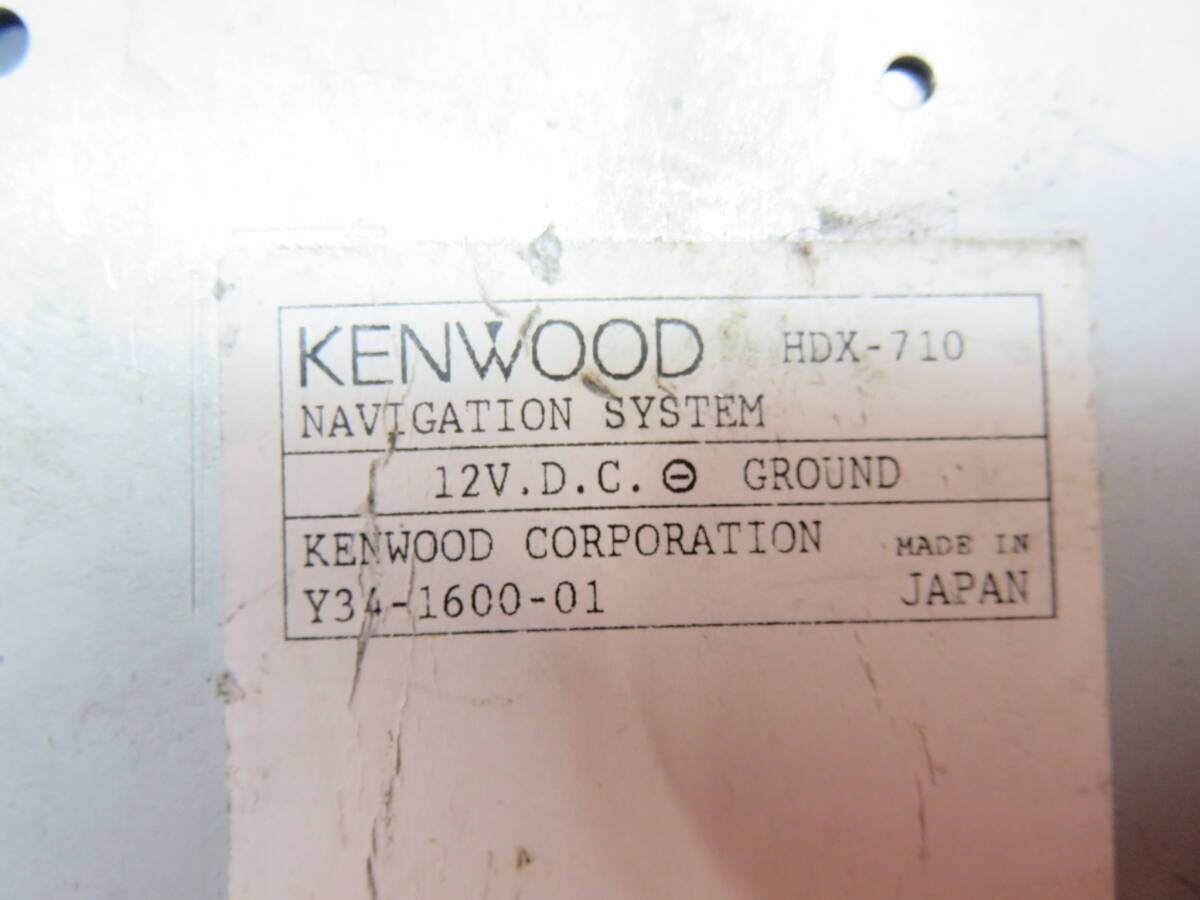 KENWOOD HDX-710
NAVIGATION SYSTEM
12V.D.C. ⊖ GROUND
KENWOOD CORPORATION MADE IN
Y34-1600-01 JAPAN